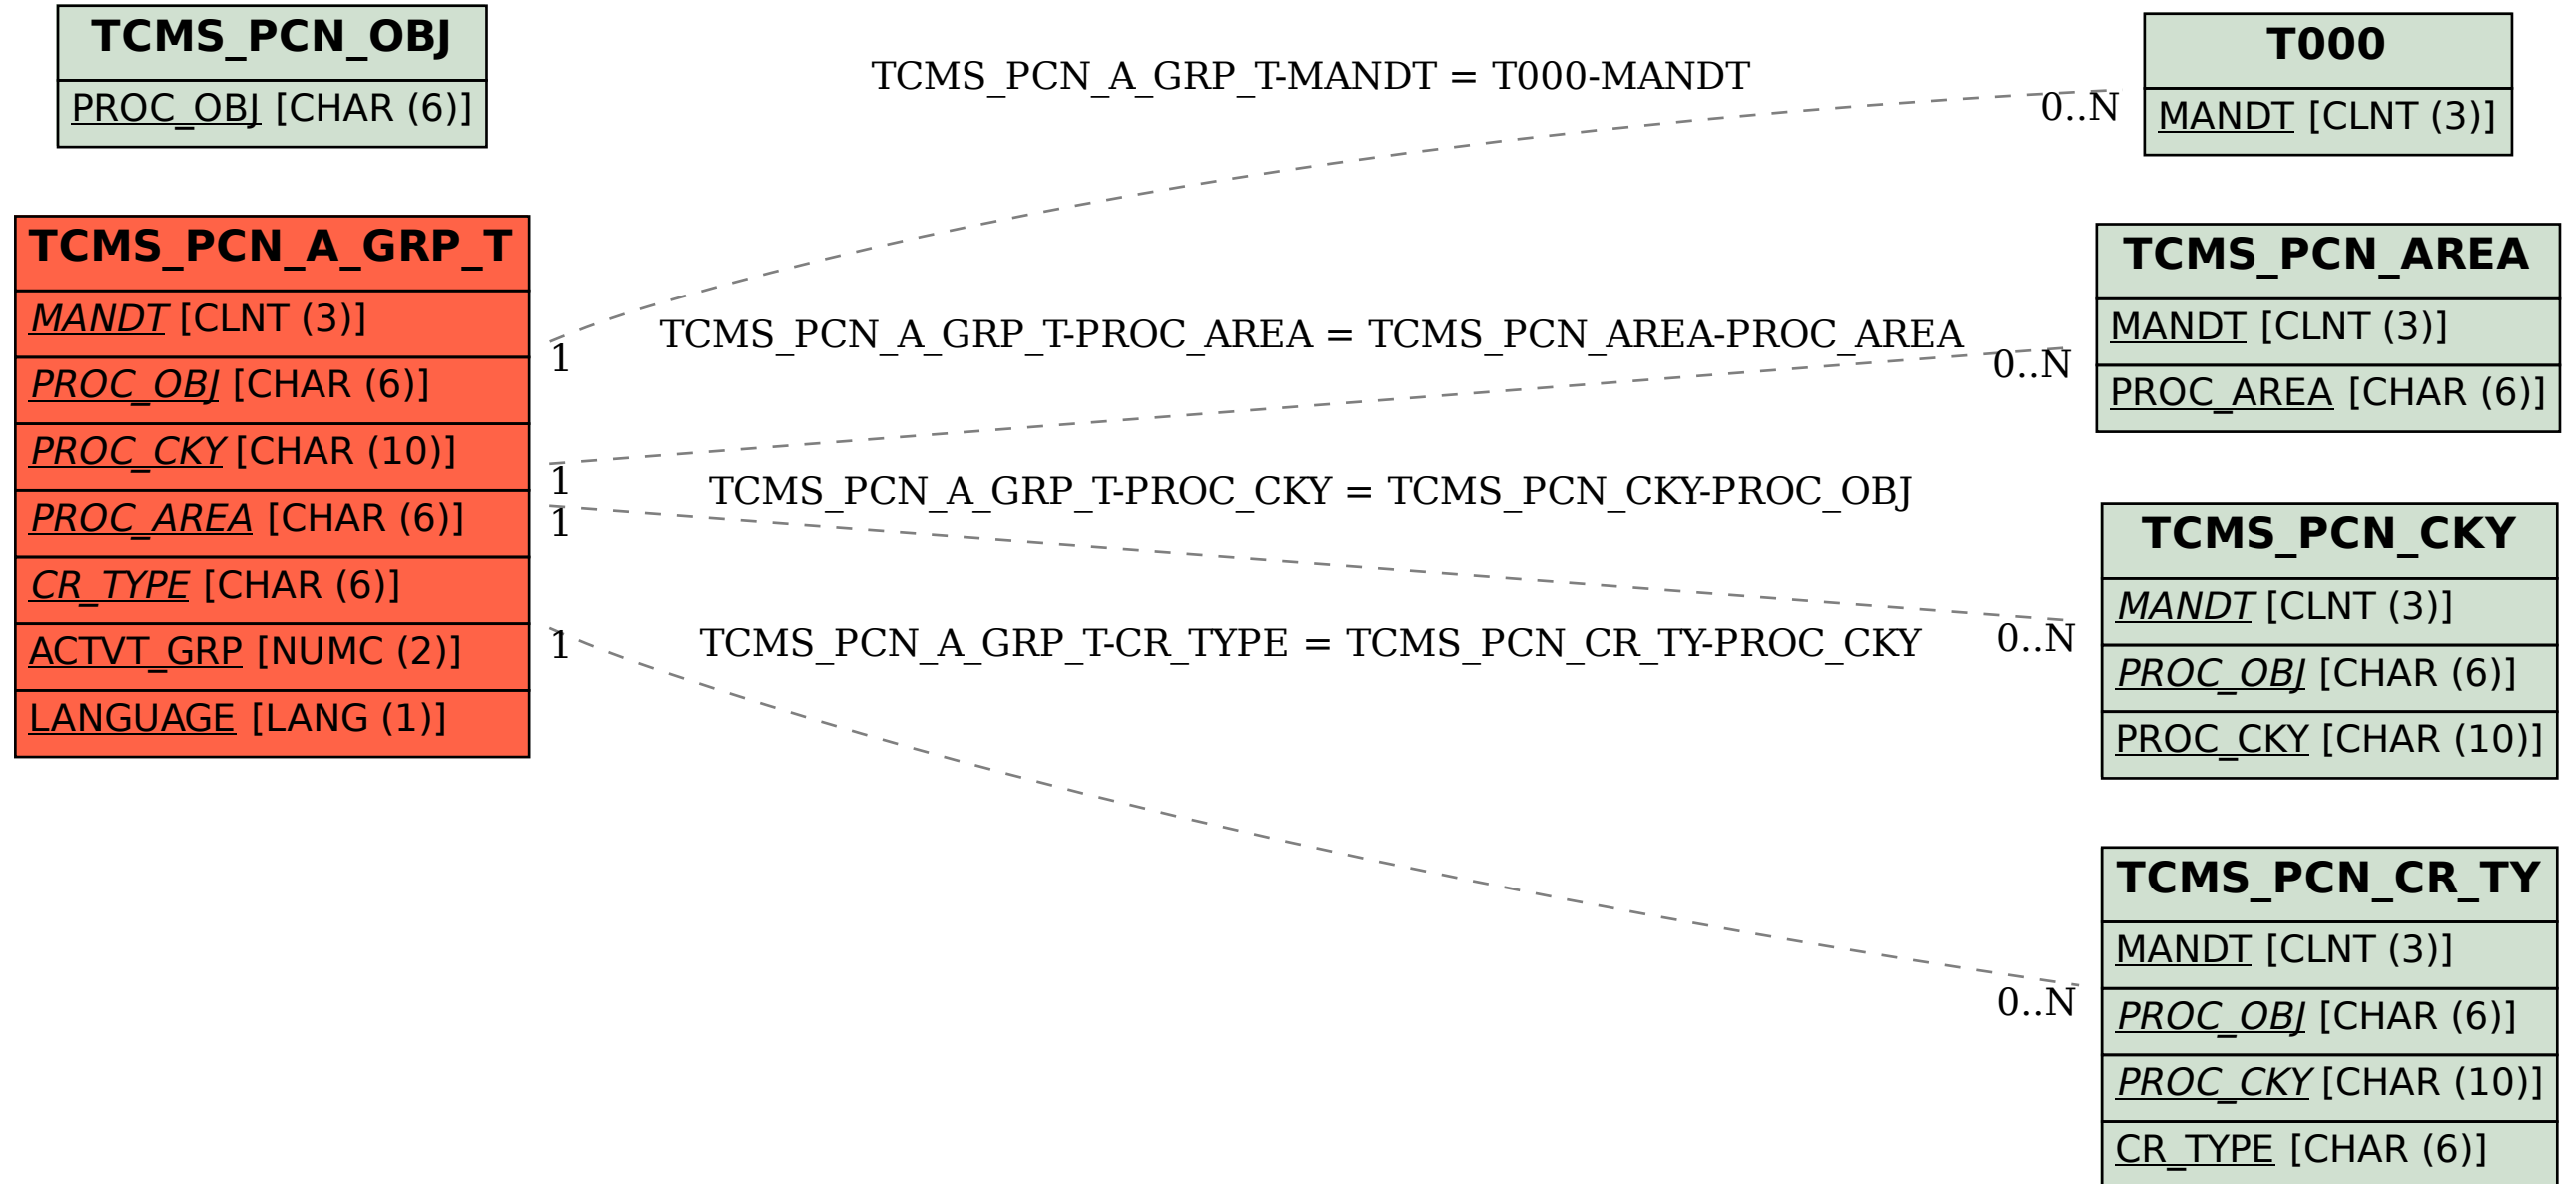 TCMS_PCN_OBJ
PROC_OBJ [CHAR (6)]
TCMS_PCN_A_GRP_T
MANDT [CLNT (3)]
PROC_OBJ [CHAR (6)]
PROC_CKY [CHAR (10)]
PROC_AREA [CHAR (6)]
CR_TYPE [CHAR (6)]
ACTVT_GRP [NUMC (2)]
LANGUAGE [LANG (1)]
TCMS_PCN_A_GRP_T-MANDT = T000-MANDT
1
0..N
TCMS_PCN_A_GRP_T-PROC_AREA = TCMS_PCN_AREA-PROC_AREA
1
0..N
TCMS_PCN_A_GRP_T-PROC_CKY = TCMS_PCN_CKY-PROC_OBJ
1
0..N
TCMS_PCN_A_GRP_T-CR_TYPE = TCMS_PCN_CR_TY-PROC_CKY
1
0..N
T000
MANDT [CLNT (3)]
TCMS_PCN_AREA
MANDT [CLNT (3)]
PROC_AREA [CHAR (6)]
TCMS_PCN_CKY
MANDT [CLNT (3)]
PROC_OBJ [CHAR (6)]
PROC_CKY [CHAR (10)]
TCMS_PCN_CR_TY
MANDT [CLNT (3)]
PROC_OBJ [CHAR (6)]
PROC_CKY [CHAR (10)]
CR_TYPE [CHAR (6)]